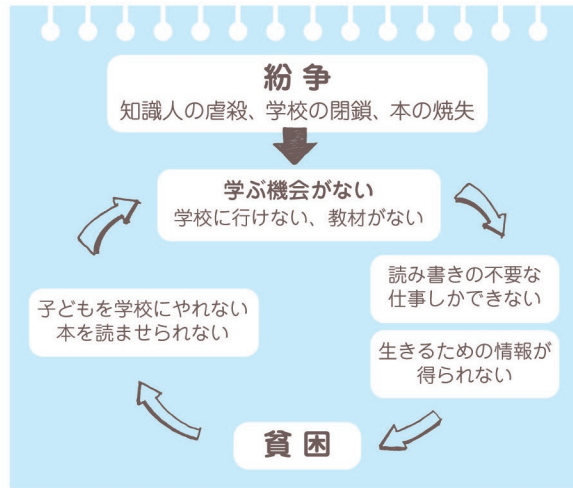 紛争
知識人の虐殺、学校の閉鎖、本の焼失
学ぶ機会がない
学校に行けない、教材がない
読み書きの不要な
仕事しかできない
生きるための情報が
得られない
貧困
子どもを学校にやれない
本を読ませられない